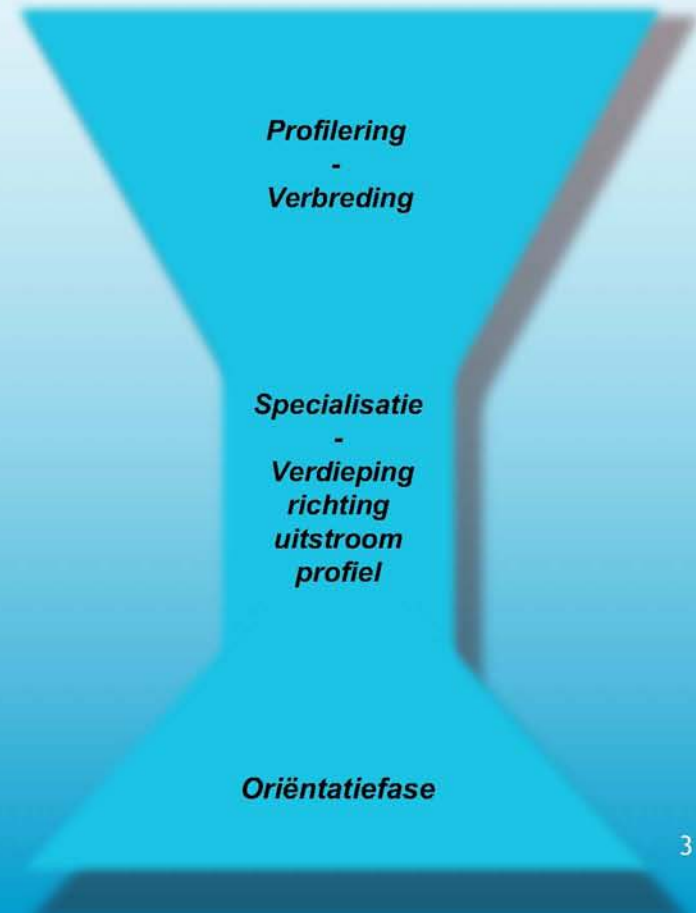 Profilering
-
Verbreding
Specialisatie
-
Verdieping
richting
uitstroom
profiel
Oriëntatiefase
3